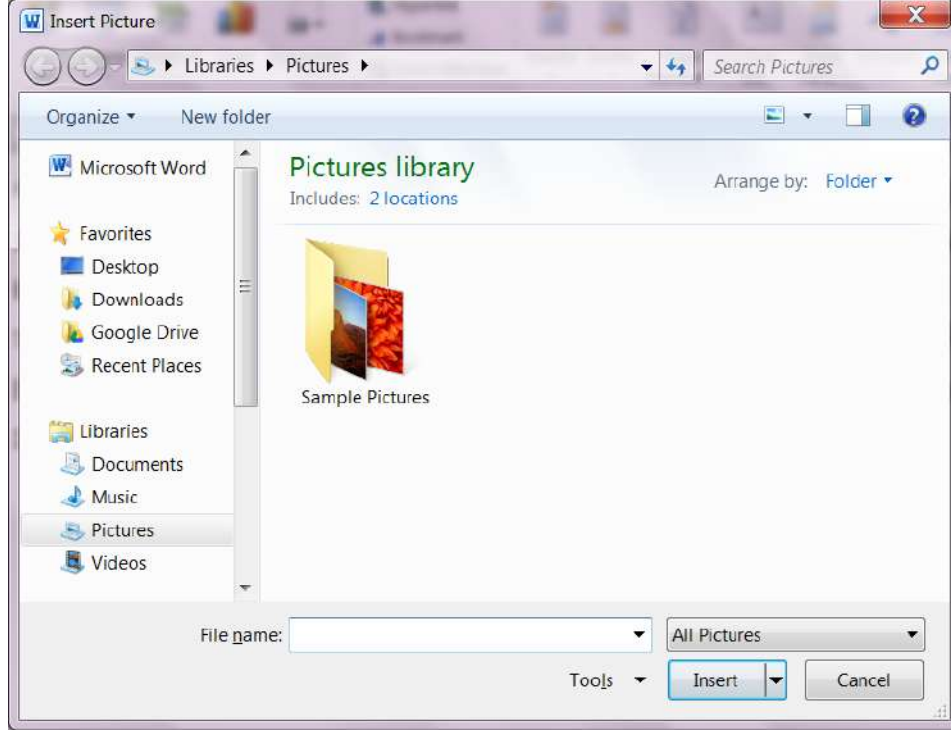 Insert Picture
Libraries Pictures
Search Pictures
Organize New folder
Microsoft Word
Favorites
Desktop
Downloads
Google Drive
Recent Places
Libraries
Documents
Music
Pictures
Videos
Pictures library
Includes: 2 locations
Arrange by: Folder
Sample Pictures
File name:
All Pictures
Tools
Insert
Cancel